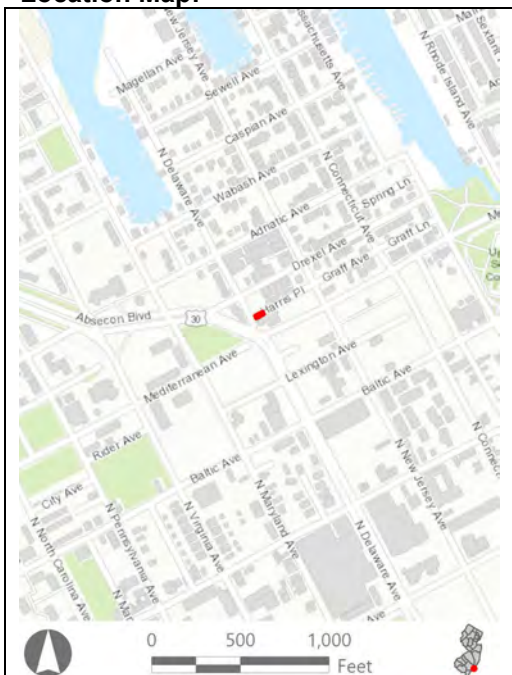 Location Map:
Magellan Ave
N New Jersey Ave
Sewell Ave
N Rhode Island Ave
Caspian Ave
N Delaware Ave
Wabash Ave
N Connecticut Ave
Spring Ln
Adriatic Ave
Drexel Ave
Graff Ln
Graff Ave
Harris Pl
Absecon Blvd
30
Mediterranean Ave
Lexington Ave
Baltic Ave
Rider Ave
Baltic Ave
City Ave
N Pennsylvania Ave
N Virginia Ave
N Maryland Ave
N New Jersey Ave
N North Carolina Ave
N Delaware Ave
0 500 1,000
Feet